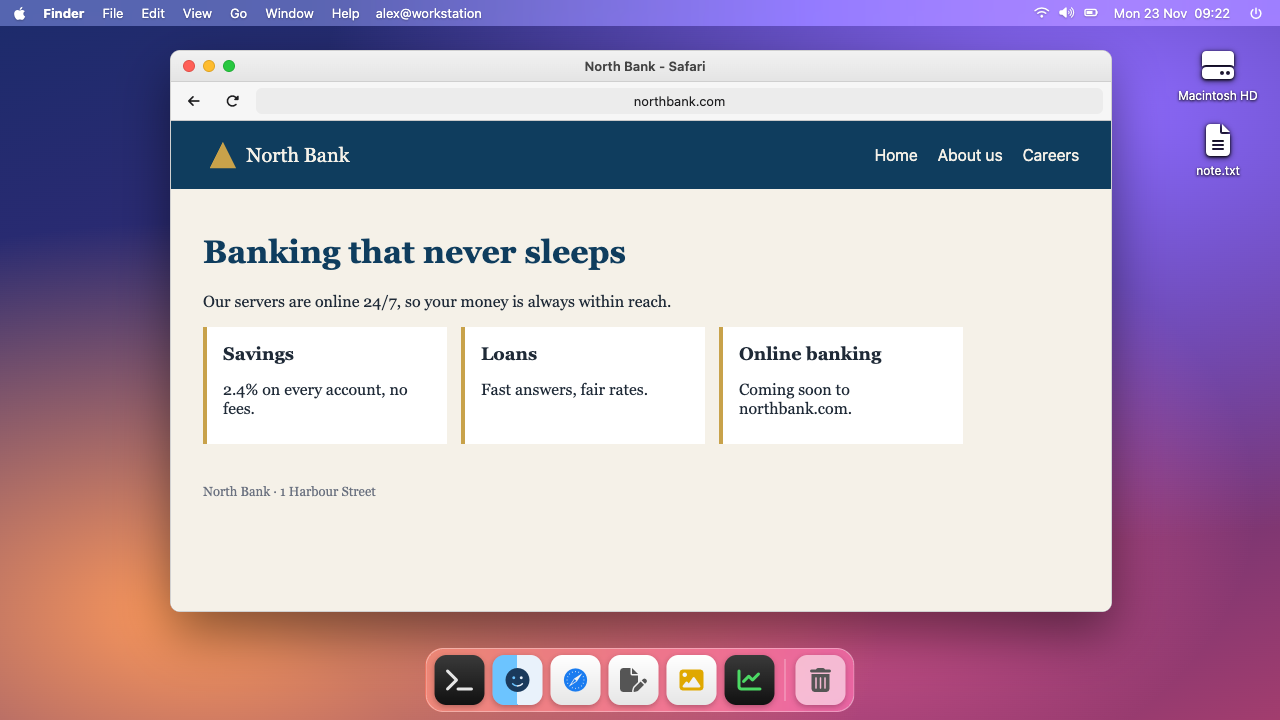 Finder File Edit View Go Window Help alex@workstation Mon 23 Nov 09:22
North Bank - Safari
northbank.com
North Bank Home About us Careers
Banking that never sleeps
Our servers are online 24/7, so your money is always within reach.
Savings
2.4% on every account, no
fees.
Loans
Fast answers, fair rates.
Online banking
Coming soon to
northbank.com.
North Bank · 1 Harbour Street
Macintosh HD
note.txt